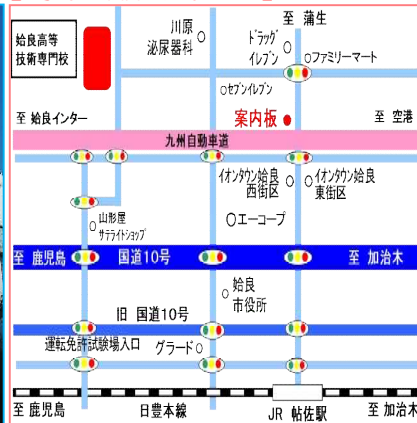 至 蒲生
川原
泌尿器科
ドラッグ
イレブン
ファミリーマート
姶良高等
技術専門校
セブンイレブン
案内板
至 姶良インター
至 空港
九州自動車道
イオンタウン姶良
西街区
イオンタウン姶良
東街区
山形屋
サテライトショップ
エーコープ
至 鹿児島
国道10号
至 加治木
姶良
市役所
旧 国道10号
運転免許試験場入口
グラード
至 鹿児島
日豊本線
JR 帖佐駅
至 加治木